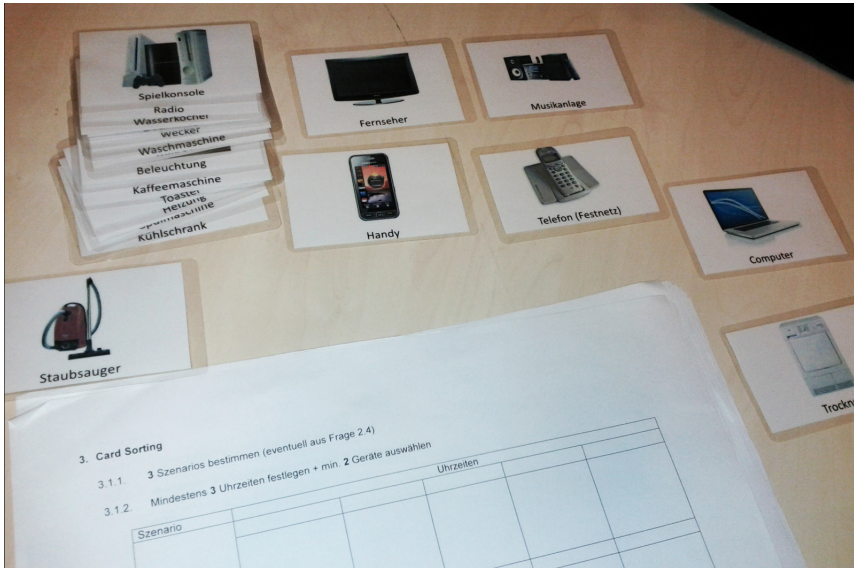 Spielkonsole
Radio
Wasserkocher
Wecker
Waschmaschine
Beleuchtung
Kaffeemaschine
Toaster
Heizung
Spülmaschine
Kühlschrank
Fernseher
Musikanlage
Handy
Telefon (Festnetz)
Computer
Staubsauger
Trockn
3. Card Sorting
3.1.1. 3 Szenarios bestimmen (eventuell aus Frage 2.4)
3.1.2. Mindestens 3 Uhrzeiten festlegen + min. 2 Geräte auswählen
Uhrzeiten
Szenario